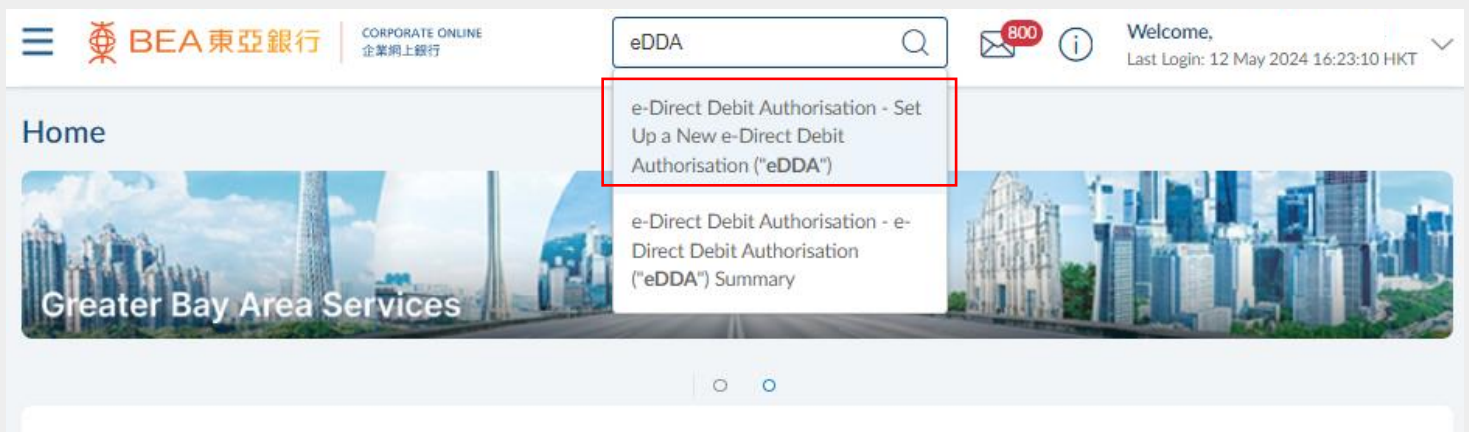 BEA東亞銀行
CORPORATE ONLINE
企業網上銀行
eDDA
800
Welcome,
Last Login: 12 May 2024 16:23:10 HKT
Home
e-Direct Debit Authorisation - Set
Up a New e-Direct Debit
Authorisation ("eDDA")
e-Direct Debit Authorisation - e-
Direct Debit Authorisation
("eDDA") Summary
Greater Bay Area Services